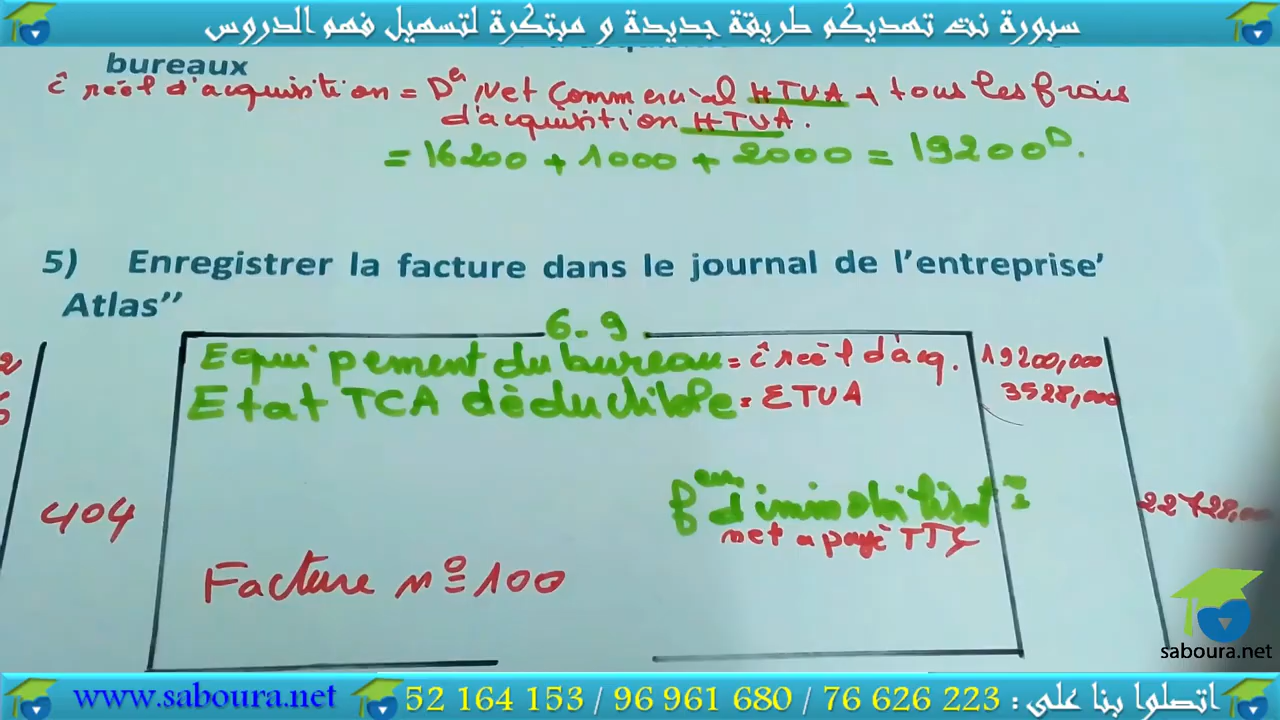 سبورة نت تهديكم طريقة جديدة و مبتكرة لتسهيل فهم الدروس
bureaux
ĉ réel d'acquisition = Dᵃ, Net Commercial HTVA + tous les frais
d'acquisition HTVA.
= 16200 + 1000 + 2000 = 19200ᴰ.
5) Enregistrer la facture dans le journal de l'entreprise'
Atlas''
6-9
Equipement du bureau = ĉ réel d'acq. 19200,000
Etat TCA déductible = ΣTVA 3528,000
404 d'immobilisat° = 22728,000
net a payé TTC
Facture n° 100
saboura.net
www.saboura.net 52 164 153 / 96 961 680 / 76 626 223 : اتصلوا بنا على